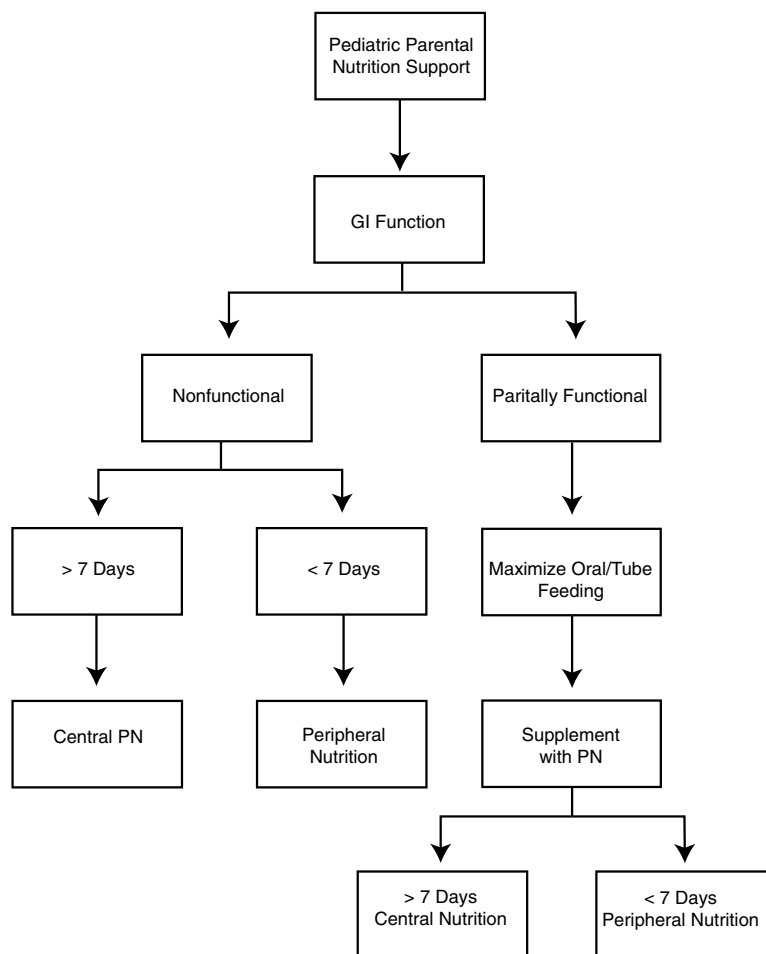 Pediatric Parental
Nutrition Support
GI Function
Nonfunctional
Paritally Functional
> 7 Days
< 7 Days
Maximize Oral/Tube
Feeding
Central PN
Peripheral
Nutrition
Supplement
with PN
> 7 Days
Central Nutrition
< 7 Days
Peripheral Nutrition